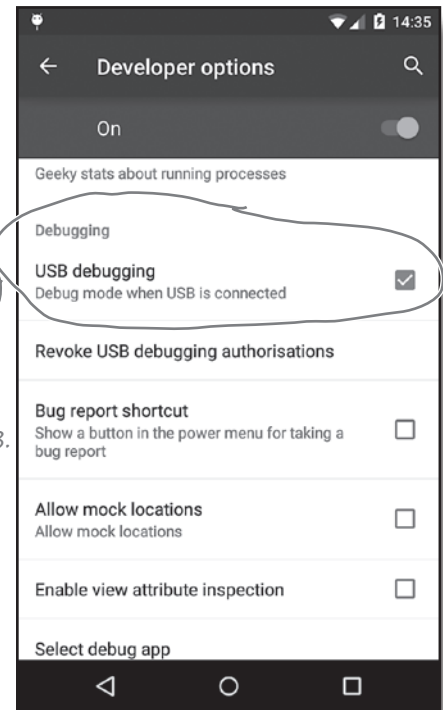 14:35
Developer options
On
Geeky stats about running processes
Debugging
USB debugging
Debug mode when USB is connected
Revoke USB debugging authorisations
Bug report shortcut
Show a button in the power menu for taking a
bug report
Allow mock locations
Allow mock locations
Enable view attribute inspection
Select debug app